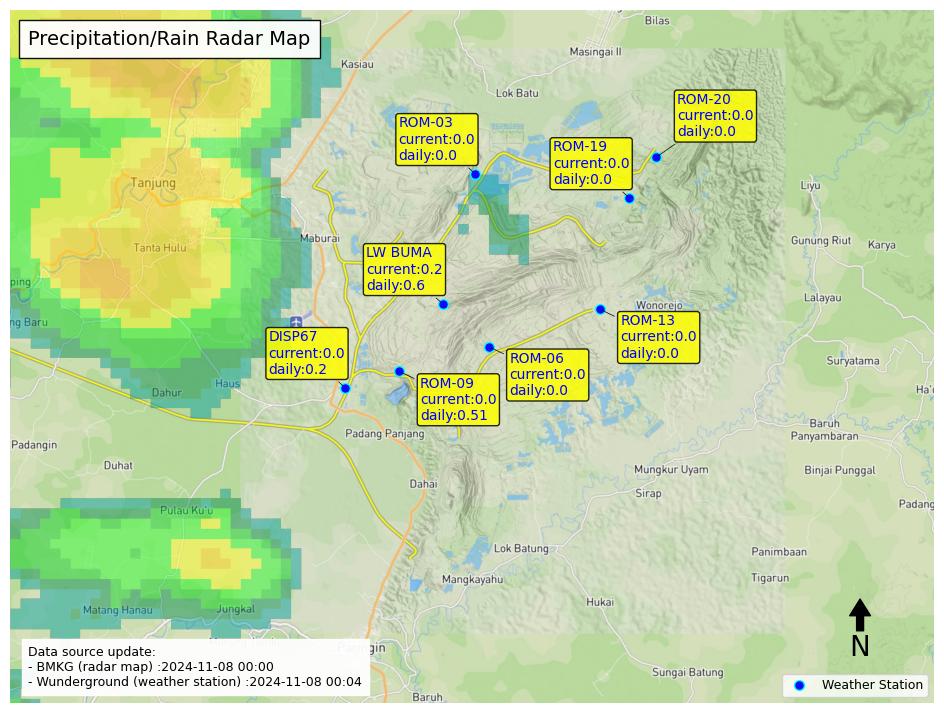 Precipitation/Rain Radar Map
Bilas
Masingai II
Kasiau
Lok Batu
ROM-20
current:0.0
daily:0.0
ROM-03
current:0.0
daily:0.0
ROM-19
current:0.0
daily:0.0
Tanjung
Liyu
Maburai
Tanta Hulu
Gunung Riut
Karya
LW BUMA
current:0.2
daily:0.6
ping
Lalayau
Wonorejo
ng Baru
ROM-13
current:0.0
daily:0.0
DISP67
current:0.0
daily:0.2
ROM-06
current:0.0
daily:0.0
Suryatama
Haus
Ha'u
Dahur
ROM-09
current:0.0
daily:0.51
Baruh
Panyambaran
Padang Panjang
Padangin
Duhat
Mungkur Uyam
Binjai Punggal
Dahai
Sirap
Padang
Pulau Ku'u
Lok Batung
Panimbaan
Mangkayahu
Tigarun
Matang Hanau
Jungkal
Hukai
N
Data source update:
- BMKG (radar map) :2024-11-08 00:00
- Wunderground (weather station) :2024-11-08 00:04
Sungai Batung
Weather Station
Baruh